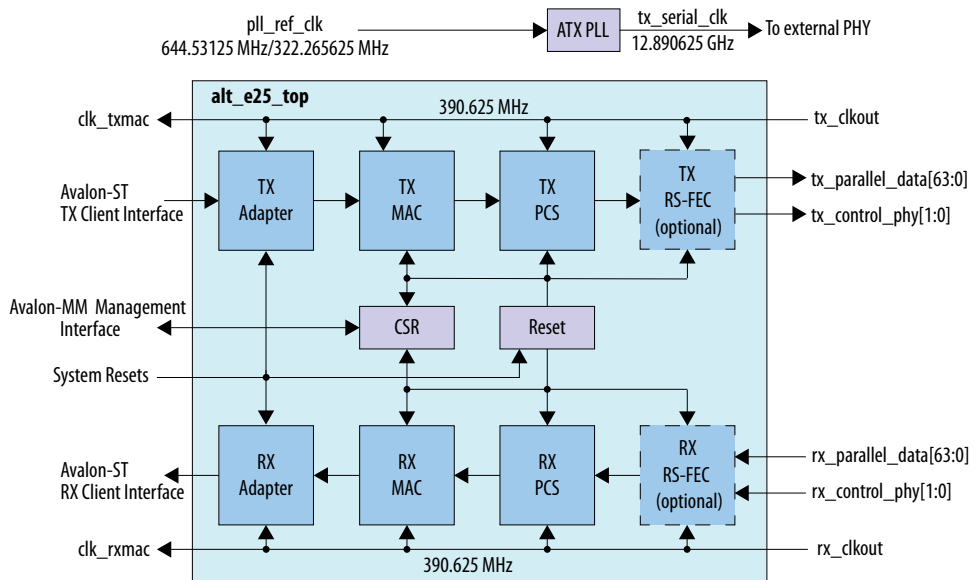 pll_ref_clk
644.53125 MHz/322.265625 MHz
ATX PLL
tx_serial_clk
12.890625 GHz
To external PHY
alt_e25_top
clk_txmac
390.625 MHz
tx_clkout
Avalon-ST
TX Client Interface
TX
Adapter
TX
MAC
TX
PCS
TX
RS-FEC
(optional)
tx_parallel_data[63:0]
tx_control_phy[1:0]
Avalon-MM Management
Interface
CSR
Reset
System Resets
Avalon-ST
RX Client Interface
RX
Adapter
RX
MAC
RX
PCS
RX
RS-FEC
(optional)
rx_parallel_data[63:0]
rx_control_phy[1:0]
clk_rxmac
390.625 MHz
rx_clkout